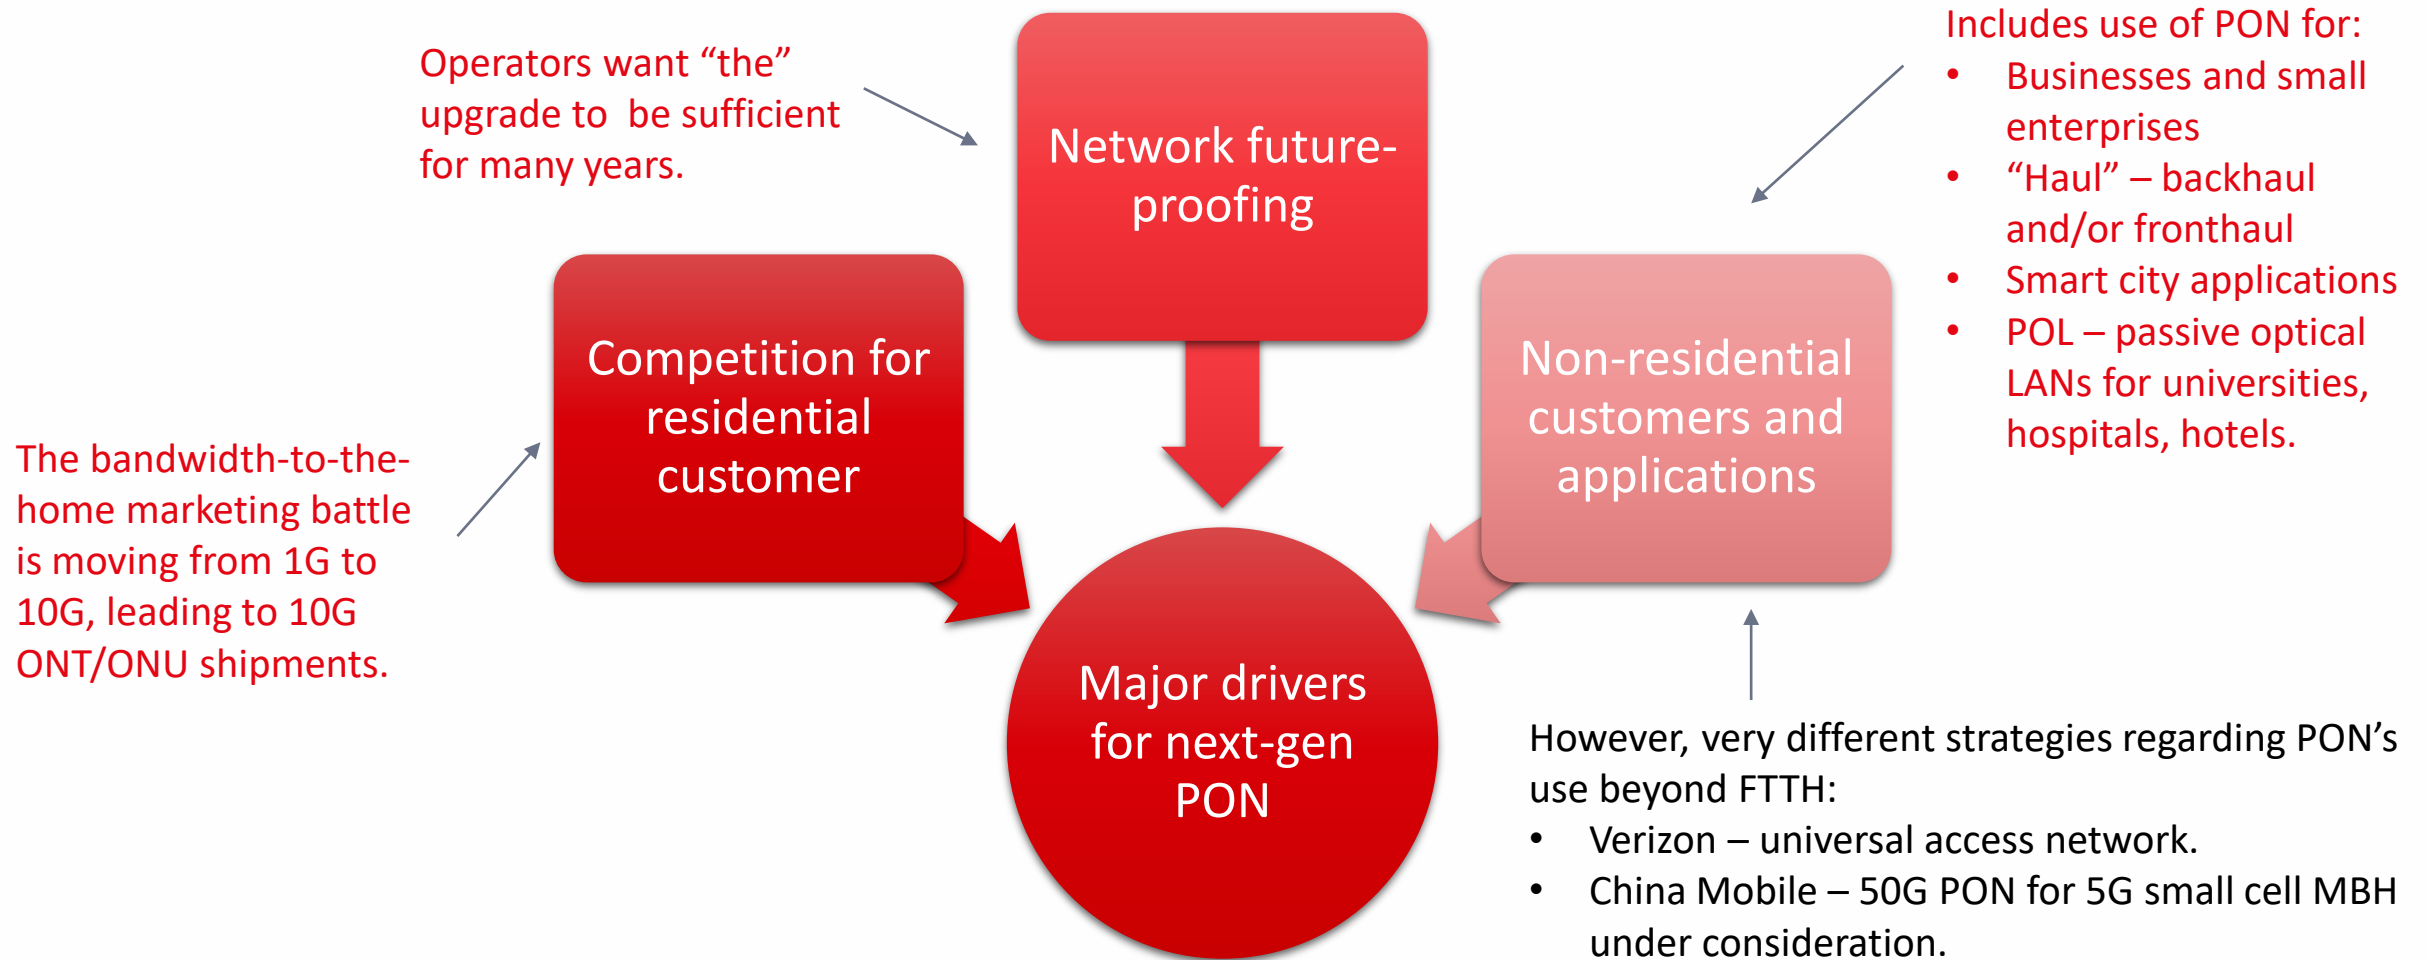 Operators want “the”
upgrade to  be sufficient
for many years.
Network future-
proofing
Includes use of PON for:
• Businesses and small
enterprises
• “Haul” – backhaul
and/or fronthaul
• Smart city applications
• POL – passive optical
LANs for universities,
hospitals, hotels.
The bandwidth-to-the-
home marketing battle
is moving from 1G to
10G, leading to 10G
ONT/ONU shipments.
Competition for
residential
customer
Non-residential
customers and
applications
Major drivers
for next-gen
PON
However, very different strategies regarding PON’s
use beyond FTTH:
• Verizon – universal access network.
• China Mobile – 50G PON for 5G small cell MBH
under consideration.